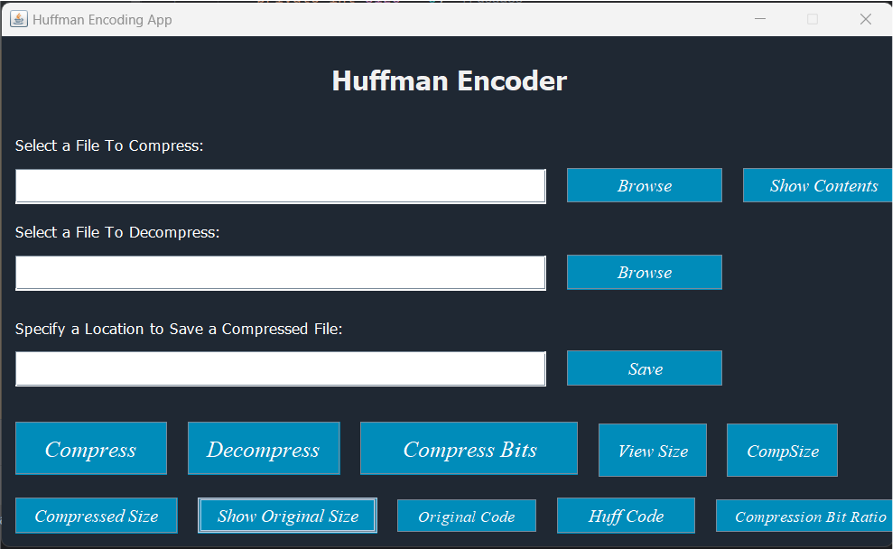 Huffman Encoding App
Huffman Encoder
Select a File To Compress:
Browse Show Contents
Select a File To Decompress:
Browse
Specify a Location to Save a Compressed File:
Save
Compress Decompress Compress Bits View Size CompSize
Compressed Size Show Original Size Original Code Huff Code Compression Bit Ratio